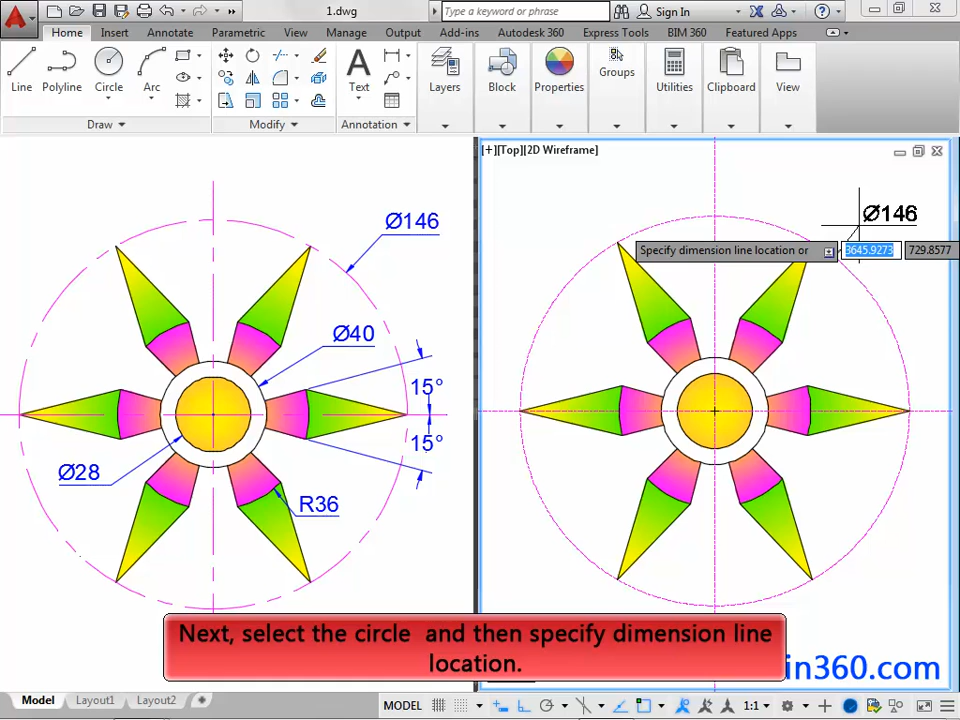 1.dwg
Type a keyword or phrase
Sign In
Home
Insert
Annotate
Parametric
View
Manage
Output
Add-ins
Autodesk 360
Express Tools
BIM 360
Featured Apps
Line
Polyline
Circle
Arc
Text
Layers
Block
Properties
Groups
Utilities
Clipboard
View
Draw
Modify
Annotation
[+][Top][2D Wireframe]
Ø146
Ø40
15°
15°
Ø28
R36
Ø146
Specify dimension line location or
3645.9273
729.8577
Next, select the circle and then specify dimension line
location.
in360.com
Model
Layout1
Layout2
MODEL
1:1